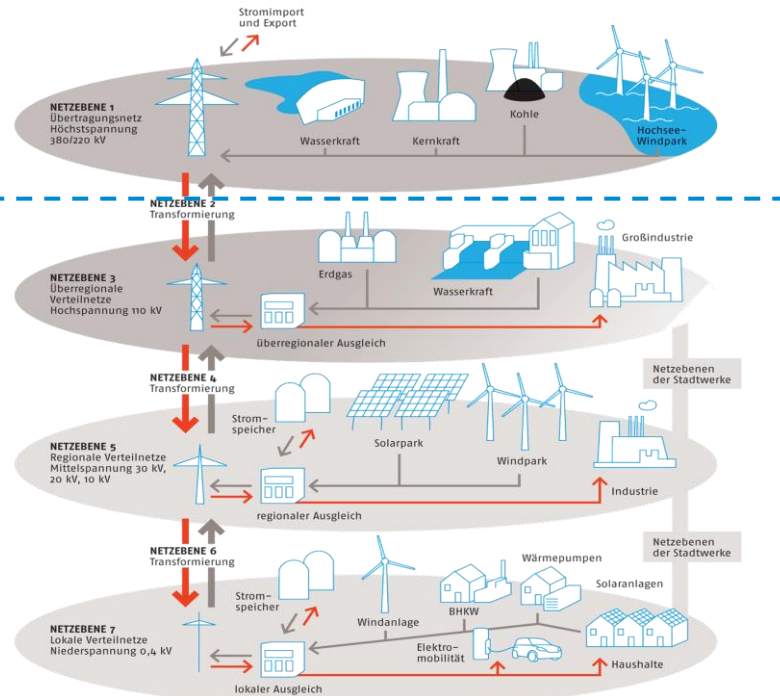 Stromimport
und Export
NETZEBENE 1
Übertragungsnetz
Höchstspannung
380/220 kV
Wasserkraft
Kernkraft
Kohle
Hochsee-
Windpark
NETZEBENE 2
Transformierung
NETZEBENE 3
Überregionale
Verteilnetze
Hochspannung 110 kV
Erdgas
Wasserkraft
Großindustrie
überregionaler Ausgleich
NETZEBENE 4
Transformierung
Netzebenen
der Stadtwerke
NETZEBENE 5
Regionale Verteilnetze
Mittelspannung 30 kV,
20 kV, 10 kV
Strom-
speicher
Solarpark
Windpark
Industrie
regionaler Ausgleich
NETZEBENE 6
Transformierung
Netzebenen
der Stadtwerke
NETZEBENE 7
Lokale Verteilnetze
Niederspannung 0,4 kV
Strom-
speicher
Windanlage
BHKW
Wärmepumpen
Solaranlagen
Elektro-
mobilität
Haushalte
lokaler Ausgleich